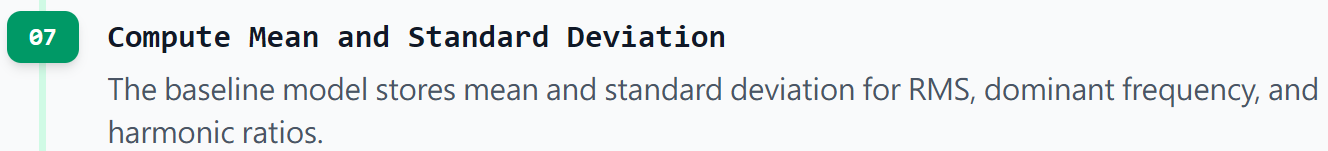 07
Compute Mean and Standard Deviation
The baseline model stores mean and standard deviation for RMS, dominant frequency, and
harmonic ratios.